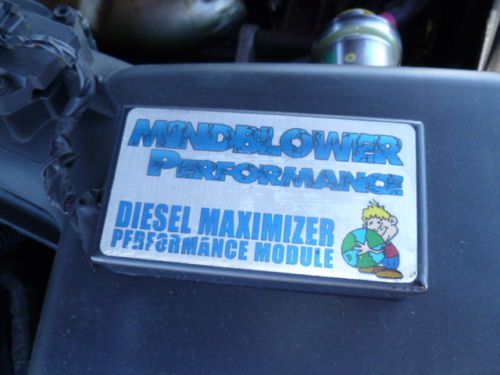 MINDBLOWER
PERFORMANCE
DIESEL MAXIMIZER
PERFORMANCE MODULE